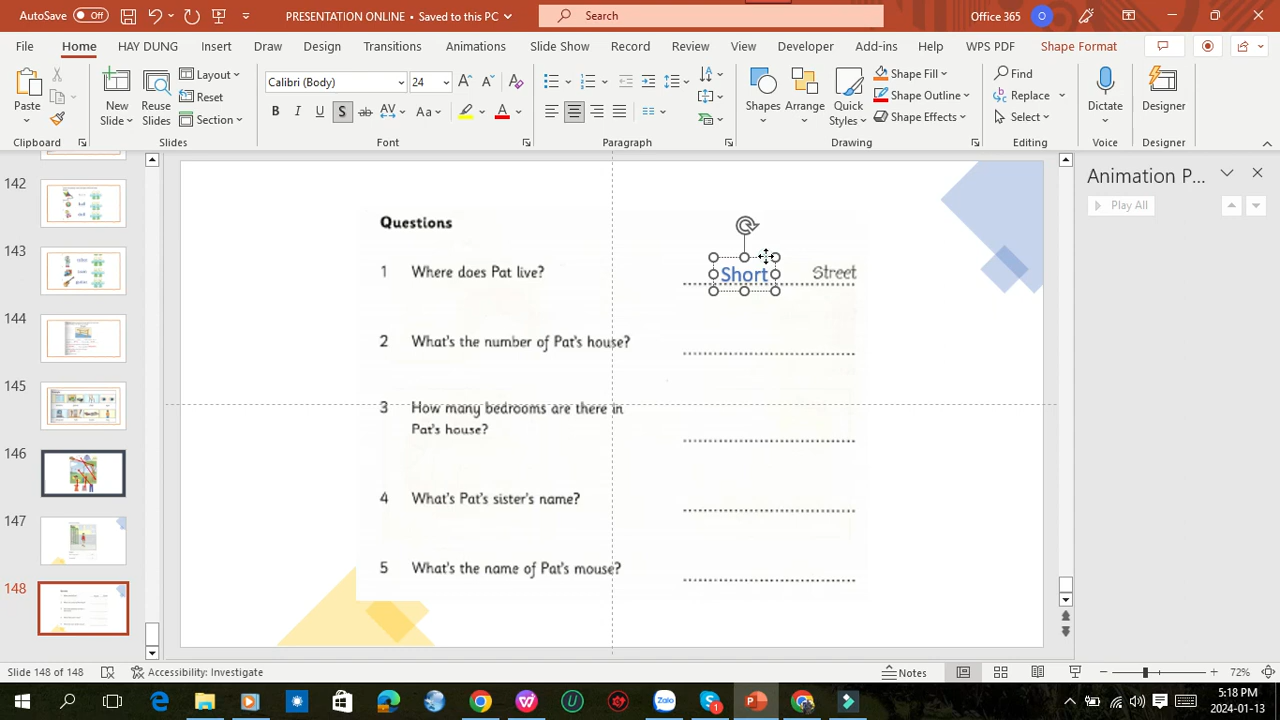 AutoSave Off PRESENTATION ONLINE • Saved to this PC Search Office 365
File Home HAY DUNG Insert Draw Design Transitions Animations Slide Show Record Review View Developer Add-ins Help WPS PDF Shape Format
Paste New Slide Reuse Slides Layout Reset Section
Calibri (Body) 24
Shapes Arrange Quick Styles Shape Fill Shape Outline Shape Effects
Find Replace Select Dictate Designer
Clipboard Slides Font Paragraph Drawing Editing Voice Designer
142
143
144
145
146
147
148
Questions
1 Where does Pat live? Short Street
2 What's the number of Pat's house?
3 How many bedrooms are there in
Pat's house?
4 What's Pat's sister's name?
5 What's the name of Pat's mouse?
Animation P...
Play All
Slide 148 of 148 Accessibility: Investigate Notes 72%
5:18 PM
2024-01-13